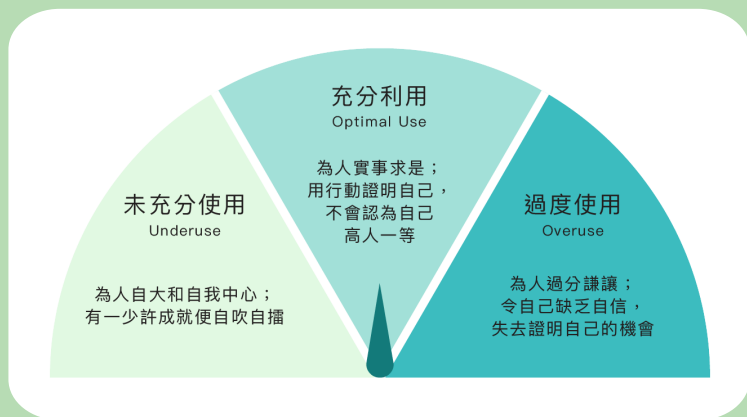 充分利用
Optimal Use
為人實事求是；
用行動證明自己，
不會認為自己
高人一等
未充分使用
Underuse
為人自大和自我中心；
有一少許成就便自吹自擂
過度使用
Overuse
為人過分謙讓；
令自己缺乏自信，
失去證明自己的機會